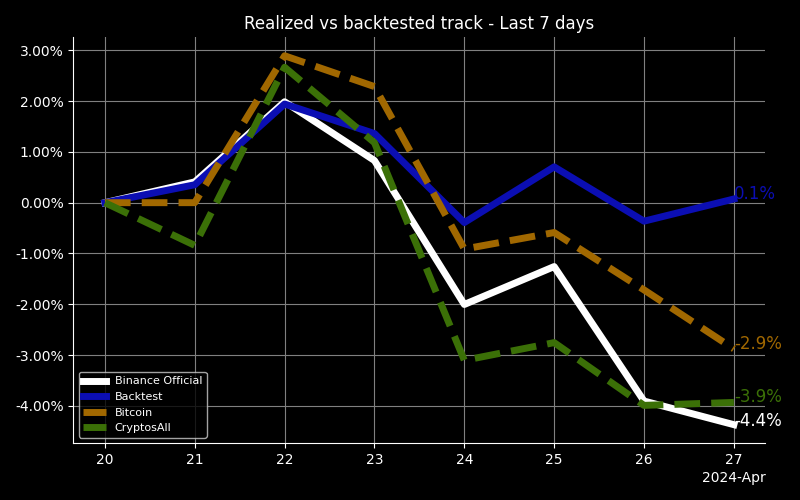 Realized vs backtested track - Last 7 days
3.00%
2.00%
1.00%
0.00%
-1.00%
-2.00%
-3.00%
-4.00%
0.1%
-2.9%
-3.9%
-4.4%
Binance Official
Backtest
Bitcoin
CryptosAll
20 21 22 23 24 25 26 27
2024-Apr